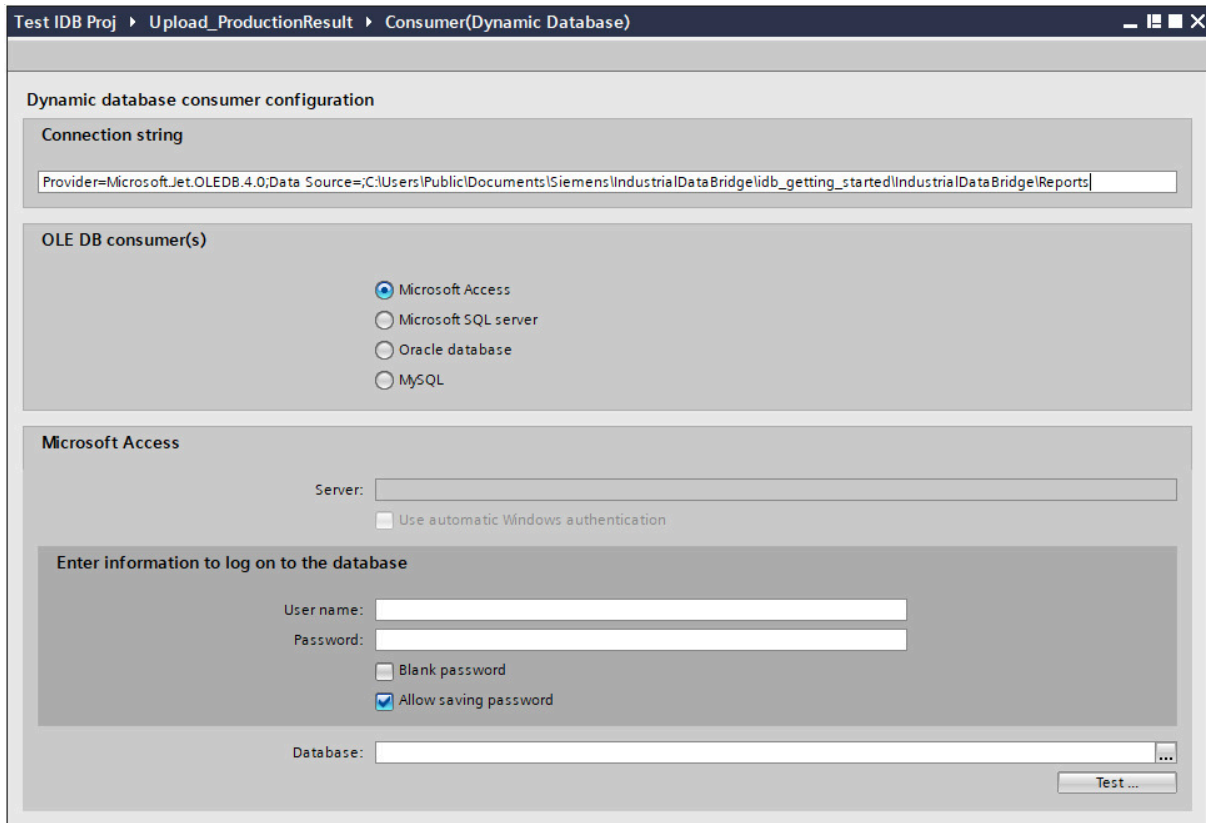 Test IDB Proj ▸ Upload_ProductionResult ▸ Consumer(Dynamic Database)
Dynamic database consumer configuration
Connection string
Provider=Microsoft.Jet.OLEDB.4.0;Data Source=;C:\Users\Public\Documents\Siemens\IndustrialDataBridge\idb_getting_started\IndustrialDataBridge\Reports
OLE DB consumer(s)
Microsoft Access
Microsoft SQL server
Oracle database
MySQL
Microsoft Access
Server:
Use automatic Windows authentication
Enter information to log on to the database
User name:
Password:
Blank password
Allow saving password
Database:
...
Test ...